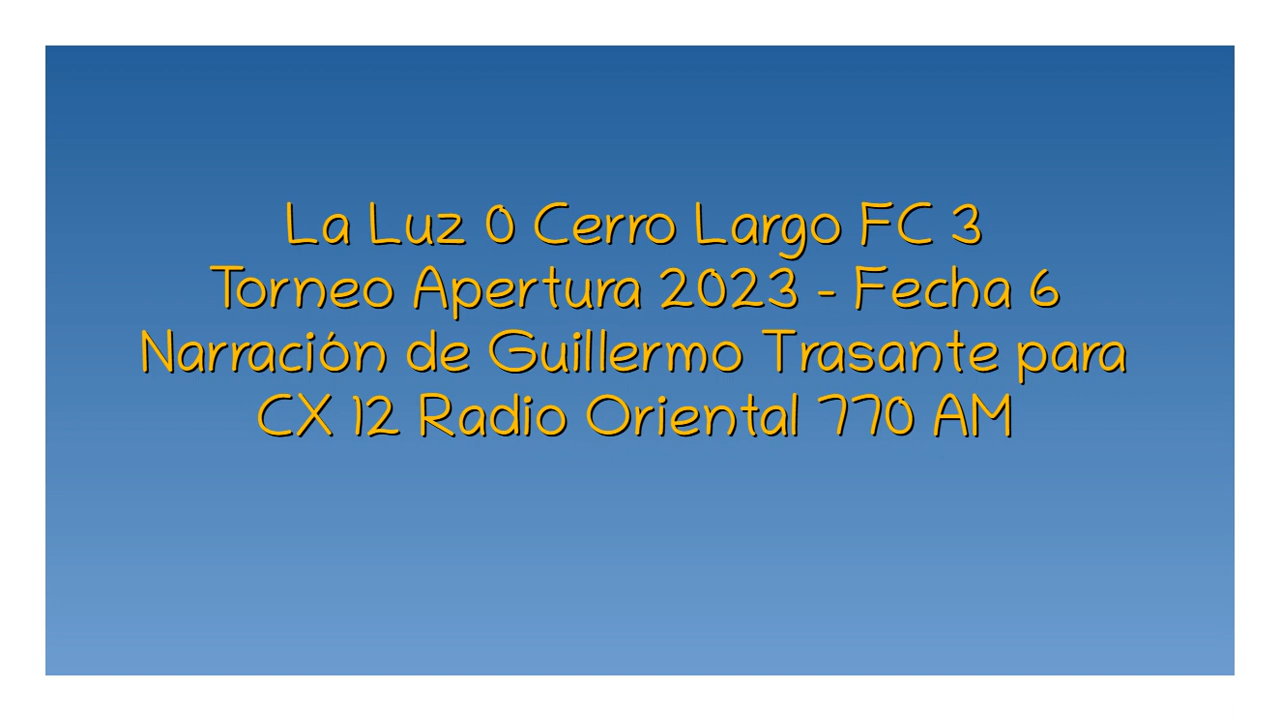 La Luz 0 Cerro Largo FC 3
Torneo Apertura 2023 - Fecha 6
Narración de Guillermo Trasante para
CX 12 Radio Oriental 770 AM